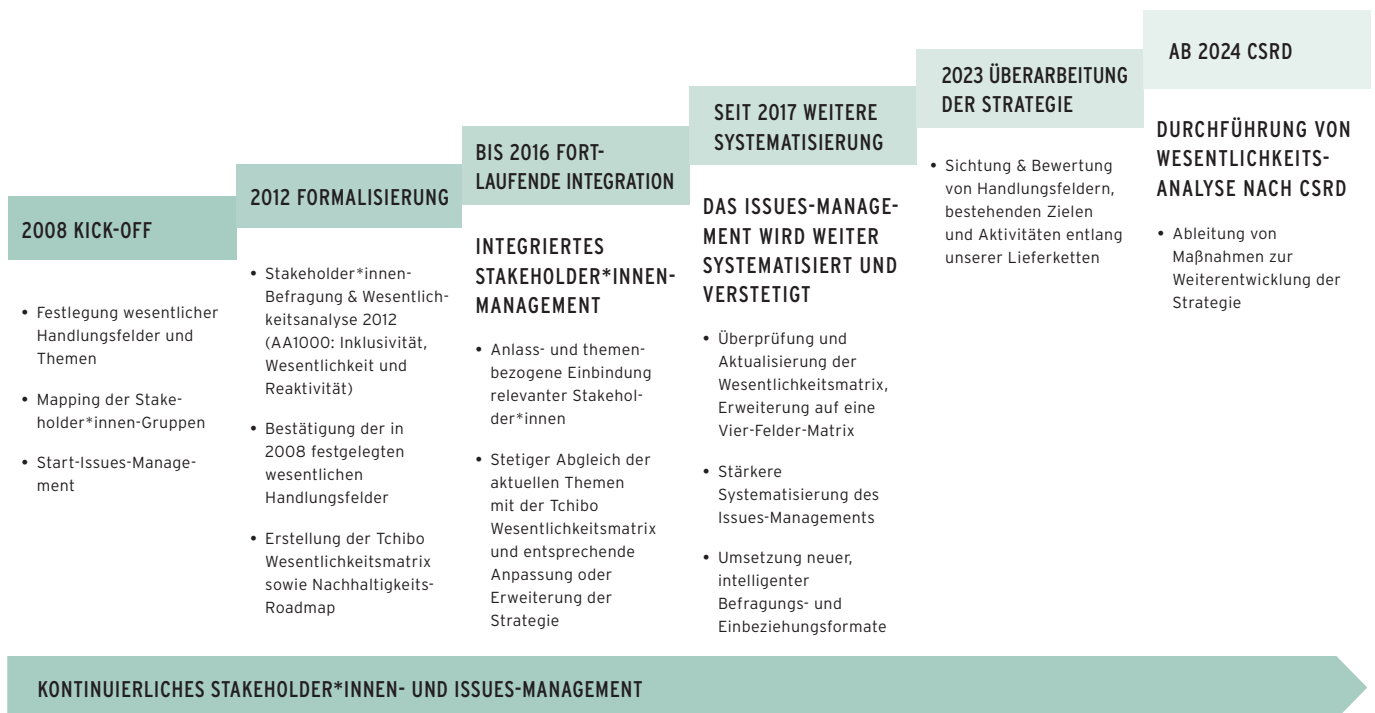 2008 KICK-OFF
• Festlegung wesentlicher
Handlungsfelder und
Themen
• Mapping der Stake-
holder*innen-Gruppen
• Start-Issues-Manage-
ment
2012 FORMALISIERUNG
• Stakeholder*innen-
Befragung & Wesentlich-
keitsanalyse 2012
(AA1000: Inklusivität,
Wesentlichkeit und
Reaktivität)
• Bestätigung der in
2008 festgelegten
wesentlichen
Handlungsfelder
• Erstellung der Tchibo
Wesentlichkeitsmatrix
sowie Nachhaltigkeits-
Roadmap
BIS 2016 FORT-
LAUFENDE INTEGRATION
INTEGRIERTES
STAKEHOLDER*INNEN-
MANAGEMENT
• Anlass- und themen-
bezogene Einbindung
relevanter Stakehol-
der*innen
• Stetiger Abgleich der
aktuellen Themen
mit der Tchibo
Wesentlichkeitsmatrix
und entsprechende
Anpassung oder
Erweiterung der
Strategie
SEIT 2017 WEITERE
SYSTEMATISIERUNG
DAS ISSUES-MANAGE-
MENT WIRD WEITER
SYSTEMATISIERT UND
VERSTETIGT
• Überprüfung und
Aktualisierung der
Wesentlichkeitsmatrix,
Erweiterung auf eine
Vier-Felder-Matrix
• Stärkere
Systematisierung des
Issues-Managements
• Umsetzung neuer,
intelligenter
Befragungs- und
Einbeziehungsformate
2023 ÜBERARBEITUNG
DER STRATEGIE
• Sichtung & Bewertung
von Handlungsfeldern,
bestehenden Zielen
und Aktivitäten entlang
unserer Lieferketten
AB 2024 CSRD
DURCHFÜHRUNG VON
WESENTLICHKEITS-
ANALYSE NACH CSRD
• Ableitung von
Maßnahmen zur
Weiterentwicklung der
Strategie
KONTINUIERLICHES STAKEHOLDER*INNEN- UND ISSUES-MANAGEMENT